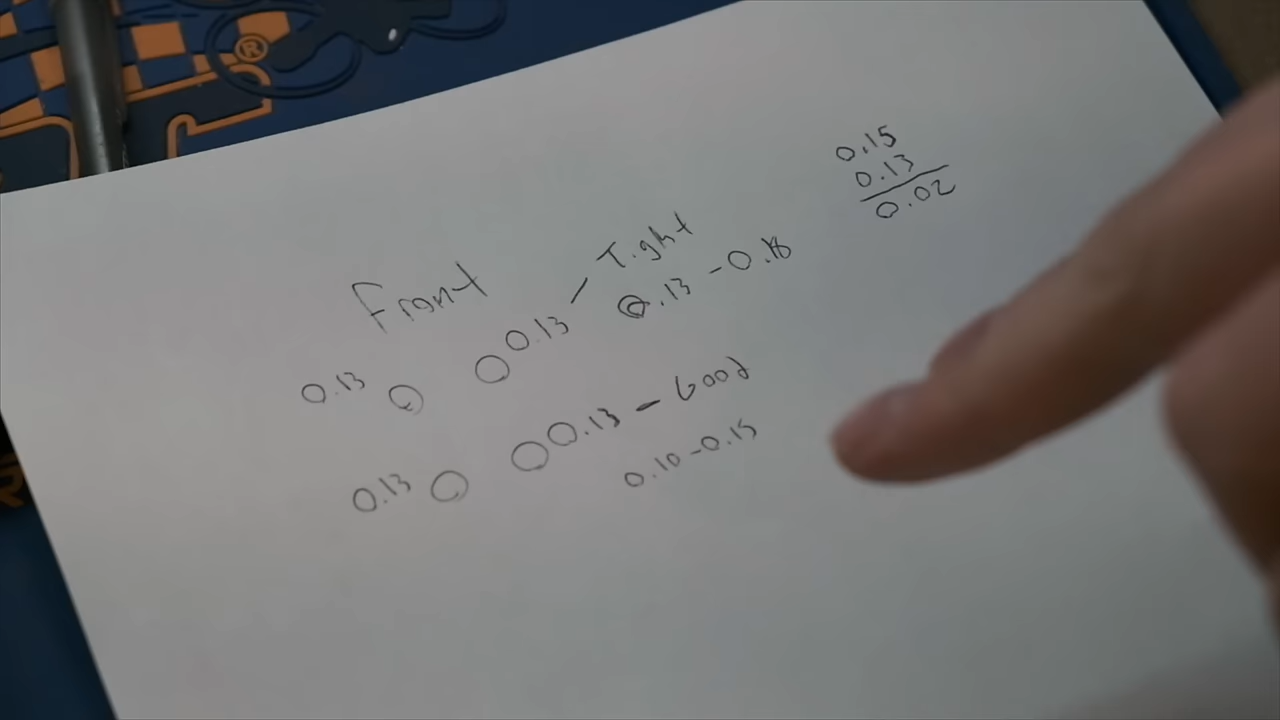 ®
0.15
0.13
0.02
Front
0.13 0.13 - Tight
0.13 - 0.18
0.13 0.13 - Good
0.10 - 0.15